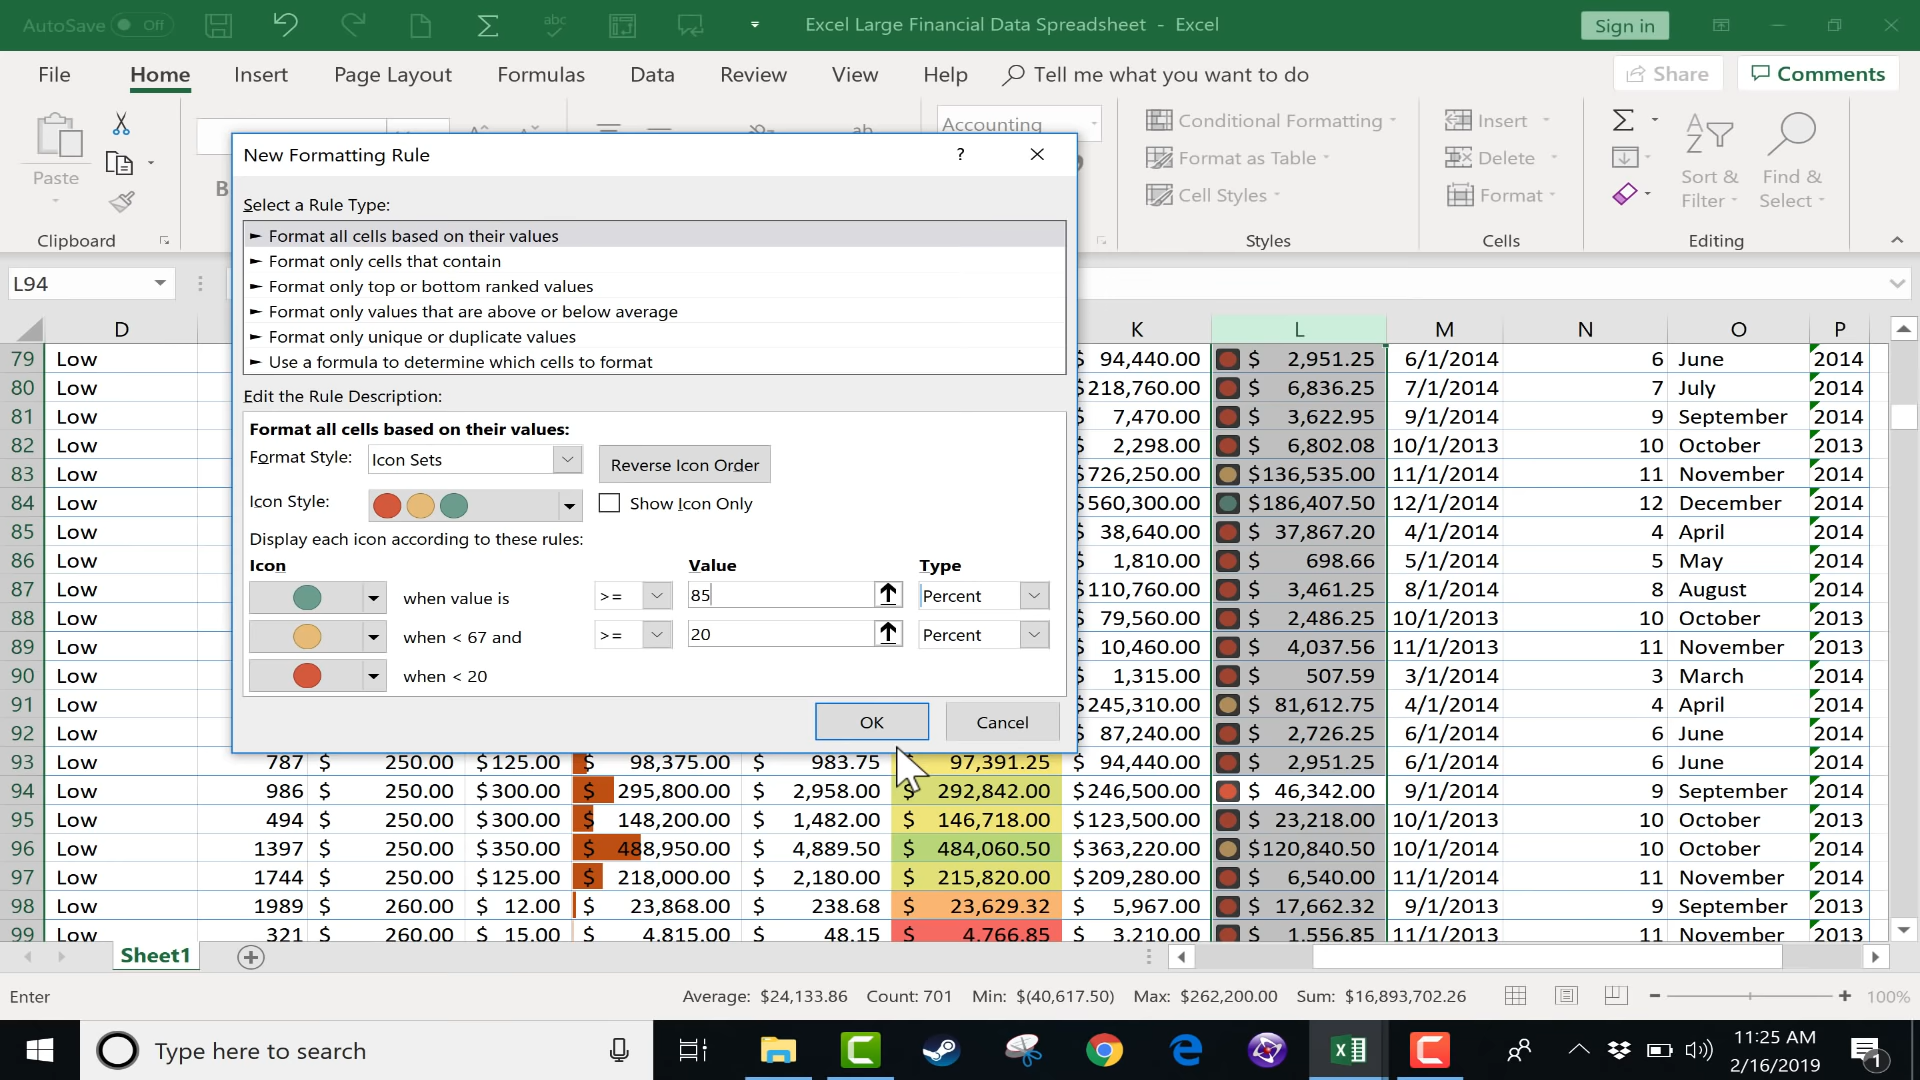 AutoSave Off
Excel Large Financial Data Spreadsheet - Excel
Sign in
File Home Insert Page Layout Formulas Data Review View Help Tell me what you want to do Share Comments
Paste
Clipboard
B
Accounting
Conditional Formatting
Format as Table
Cell Styles
Styles
Insert
Delete
Format
Cells
Sort & Filter
Find & Select
Editing
L94
New Formatting Rule ?
Select a Rule Type:
► Format all cells based on their values
► Format only cells that contain
► Format only top or bottom ranked values
► Format only values that are above or below average
► Format only unique or duplicate values
► Use a formula to determine which cells to format
Edit the Rule Description:
Format all cells based on their values:
Format Style: Icon Sets Reverse Icon Order
Icon Style: Show Icon Only
Display each icon according to these rules:
Icon Value Type
when value is >= 85 Percent
when < 67 and >= 20 Percent
when < 20
OK Cancel
D K L M N O P
79 Low $ 94,440.00 $ 2,951.25 6/1/2014 6 June 2014
80 Low $218,760.00 $ 6,836.25 7/1/2014 7 July 2014
81 Low $ 7,470.00 $ 3,622.95 9/1/2014 9 September 2014
82 Low $ 2,298.00 $ 6,802.08 10/1/2013 10 October 2013
83 Low $726,250.00 $136,535.00 11/1/2014 11 November 2014
84 Low $560,300.00 $186,407.50 12/1/2014 12 December 2014
85 Low $ 38,640.00 $ 37,867.20 4/1/2014 4 April 2014
86 Low $ 1,810.00 $ 698.66 5/1/2014 5 May 2014
87 Low $110,760.00 $ 3,461.25 8/1/2014 8 August 2014
88 Low $ 79,560.00 $ 2,486.25 10/1/2013 10 October 2013
89 Low $ 10,460.00 $ 4,037.56 11/1/2013 11 November 2013
90 Low $ 1,315.00 $ 507.59 3/1/2014 3 March 2014
91 Low $245,310.00 $ 81,612.75 4/1/2014 4 April 2014
92 Low $ 87,240.00 $ 2,726.25 6/1/2014 6 June 2014
93 Low 787 $ 250.00 $125.00 $ 98,375.00 $ 983.75 $ 97,391.25 $ 94,440.00 $ 2,951.25 6/1/2014 6 June 2014
94 Low 986 $ 250.00 $300.00 $ 295,800.00 $ 2,958.00 $ 292,842.00 $246,500.00 $ 46,342.00 9/1/2014 9 September 2014
95 Low 494 $ 250.00 $300.00 $ 148,200.00 $ 1,482.00 $ 146,718.00 $123,500.00 $ 23,218.00 10/1/2013 10 October 2013
96 Low 1397 $ 250.00 $350.00 $ 488,950.00 $ 4,889.50 $ 484,060.50 $363,220.00 $120,840.50 10/1/2014 10 October 2014
97 Low 1744 $ 250.00 $125.00 $ 218,000.00 $ 2,180.00 $ 215,820.00 $209,280.00 $ 6,540.00 11/1/2014 11 November 2014
98 Low 1989 $ 260.00 $ 12.00 $ 23,868.00 $ 238.68 $ 23,629.32 $ 5,967.00 $ 17,662.32 9/1/2013 9 September 2013
99 Low 321 $ 260.00 $ 15.00 $ 4,815.00 $ 48.15 $ 4,766.85 $ 3,210.00 $ 1,556.85 11/1/2013 11 November 2013
Sheet1
Enter Average: $24,133.86 Count: 701 Min: $(40,617.50) Max: $262,200.00 Sum: $16,893,702.26 100%
Type here to search
11:25 AM
2/16/2019
1